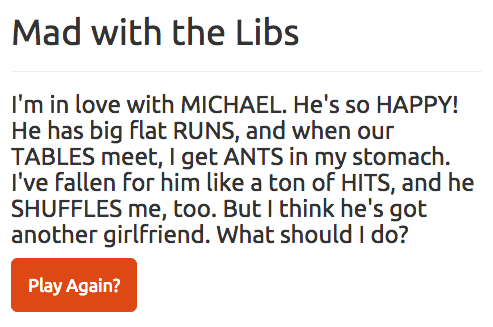 Mad with the Libs
I'm in love with MICHAEL. He's so HAPPY!
He has big flat RUNS, and when our
TABLES meet, I get ANTS in my stomach.
I've fallen for him like a ton of HITS, and he
SHUFFLES me, too. But I think he's got
another girlfriend. What should I do?
Play Again?